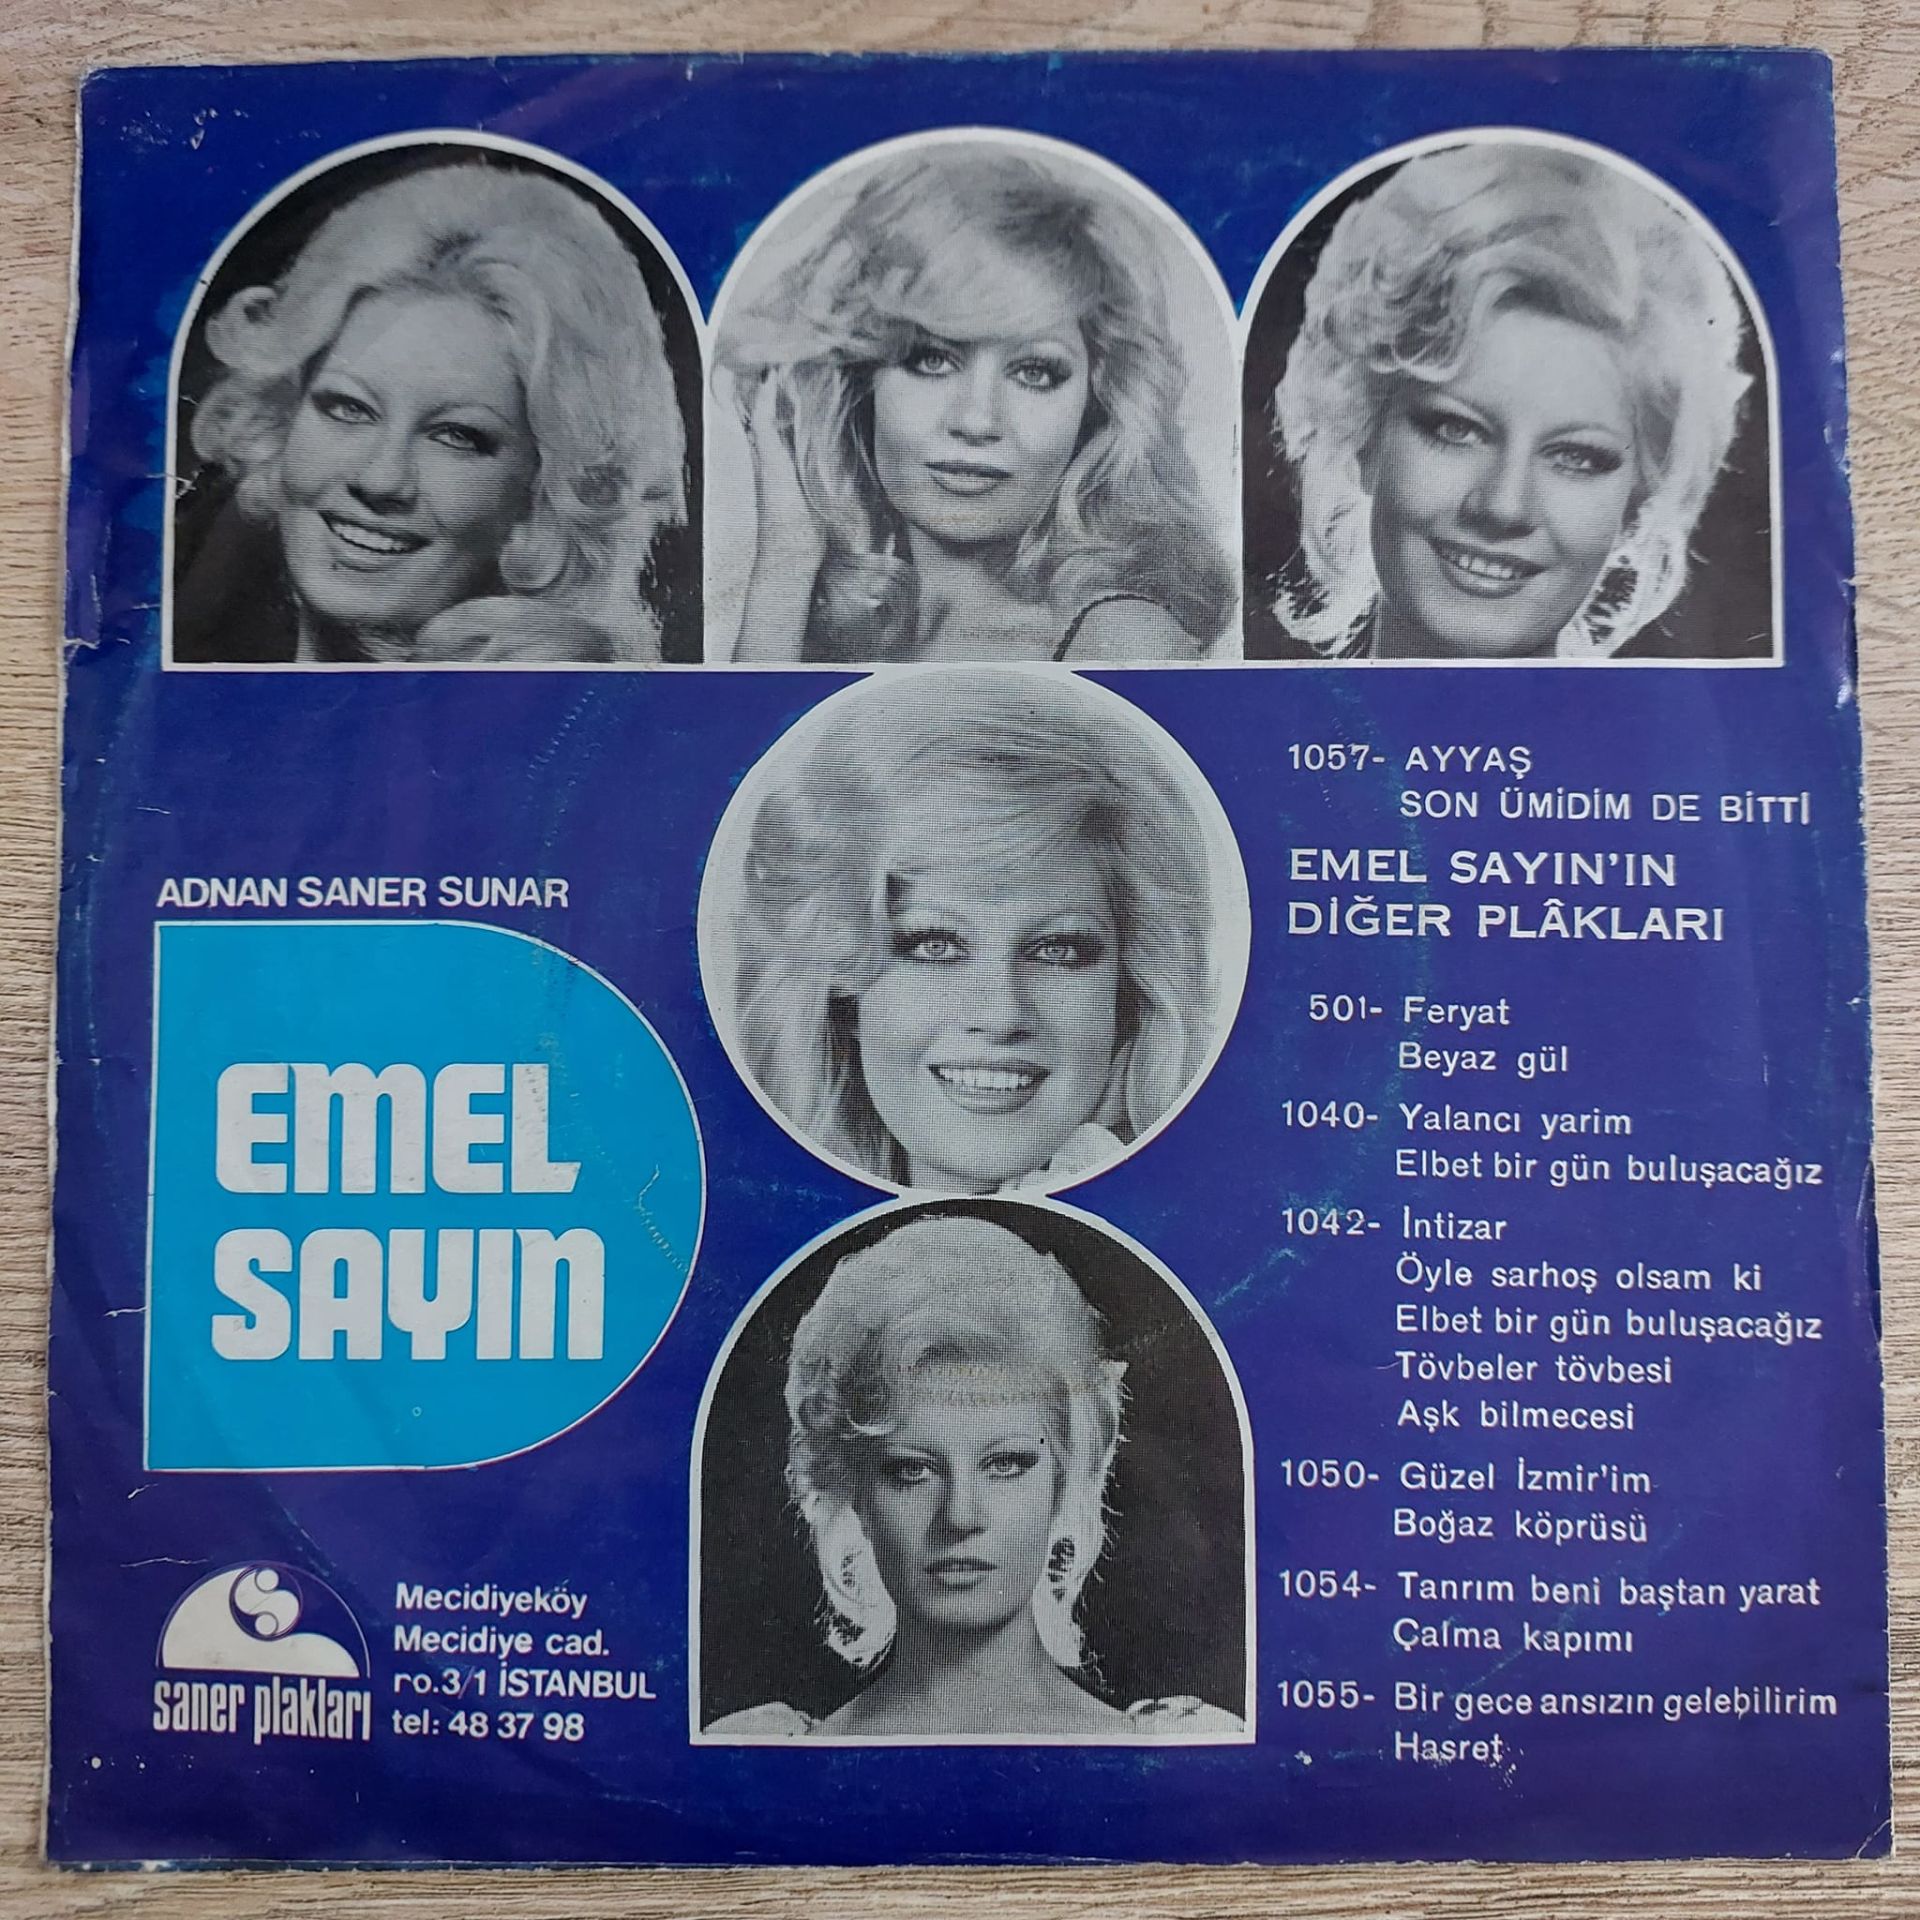 1057- AYYAŞ
SON ÜMİDİM DE BİTTİ
EMEL SAYIN'IN
DİĞER PLÂKLARI
501- Feryat
Beyaz gül
1040- Yalancı yarim
Elbet bir gün buluşacağız
1042- İntizar
Öyle sarhoş olsam ki
Elbet bir gün buluşacağız
Tövbeler tövbesi
Aşk bilmecesi
1050- Güzel İzmir'im
Boğaz köprüsü
1054- Tanrım beni baştan yarat
Çalma kapımı
1055- Bir gece ansızın gelebilirim
Hasret
ADNAN SANER SUNAR
EMEL
SAYIN
saner plakları
Mecidiyeköy
Mecidiye cad.
ro.3/1 İSTANBUL
tel: 48 37 98